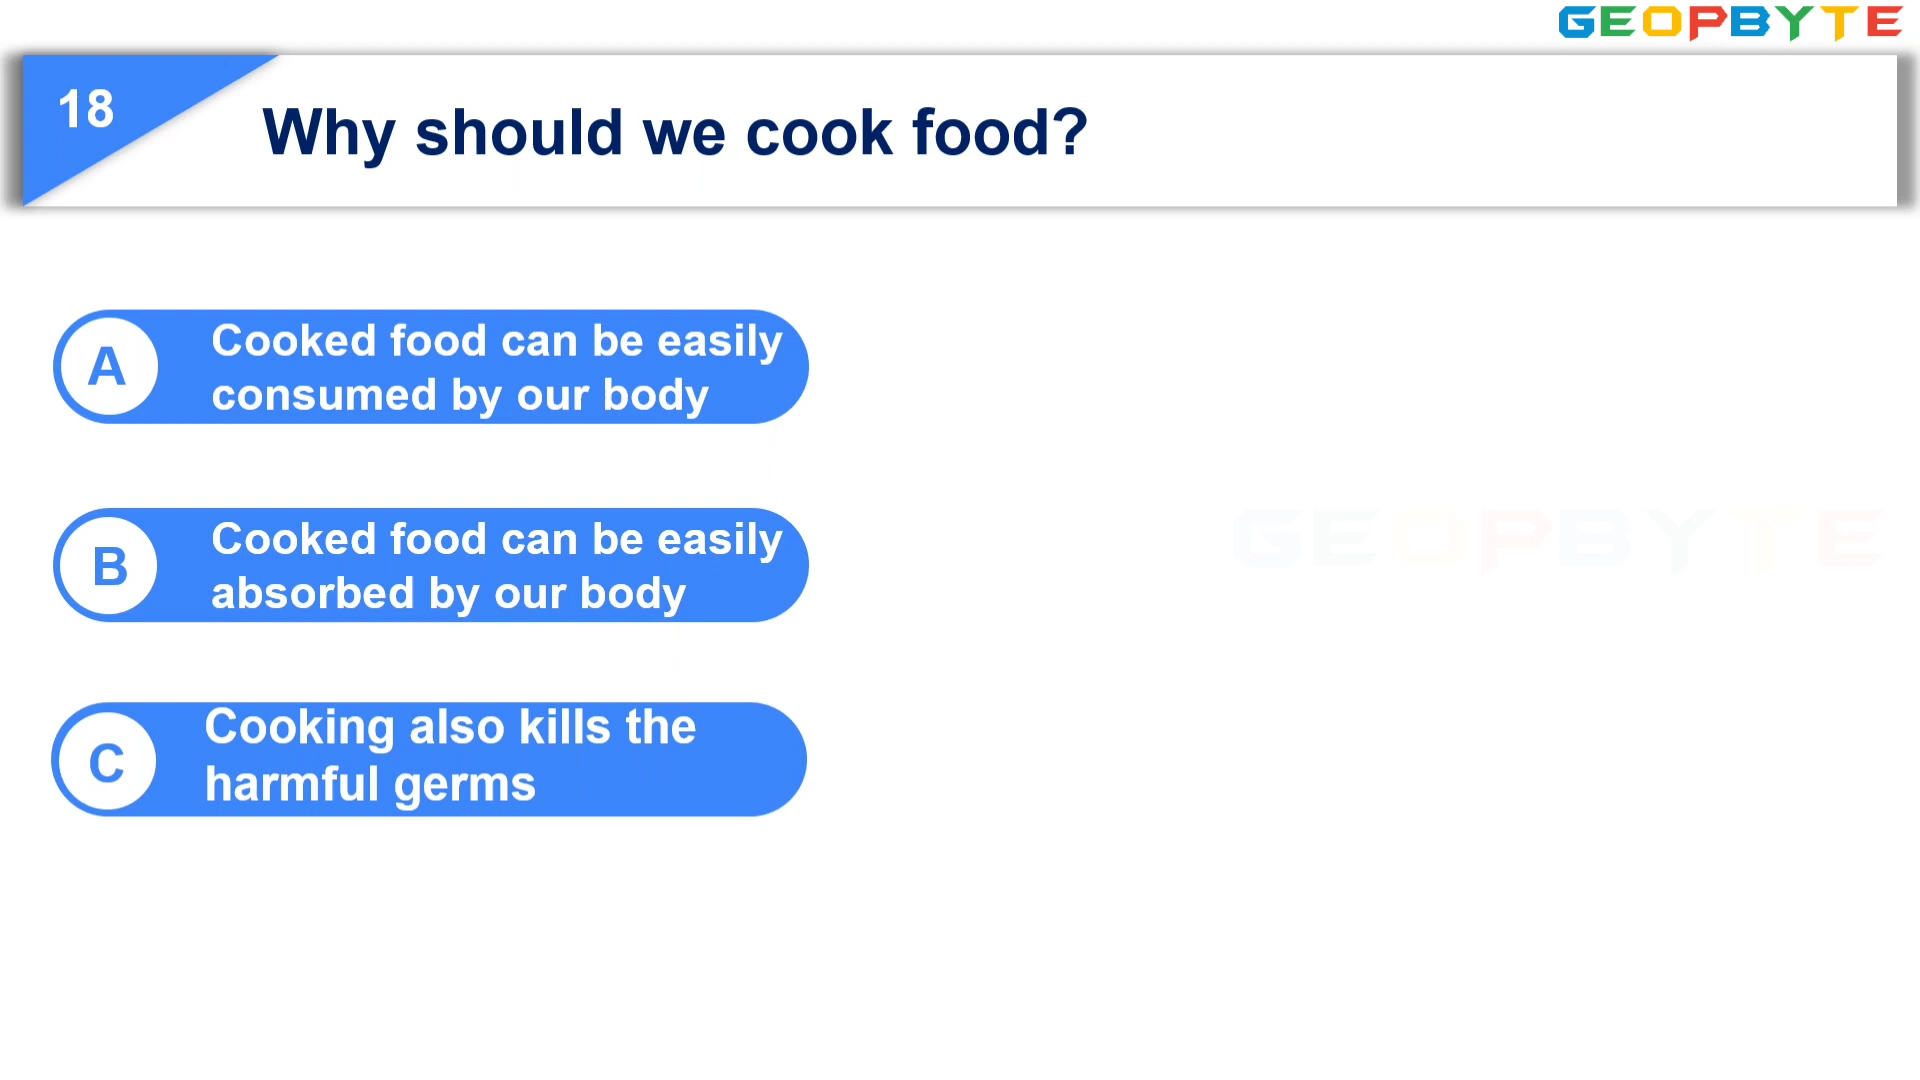 GEOPBYTE
18
Why should we cook food?
A
Cooked food can be easily
consumed by our body
B
Cooked food can be easily
absorbed by our body
GEOPBYTE
C
Cooking also kills the
harmful germs